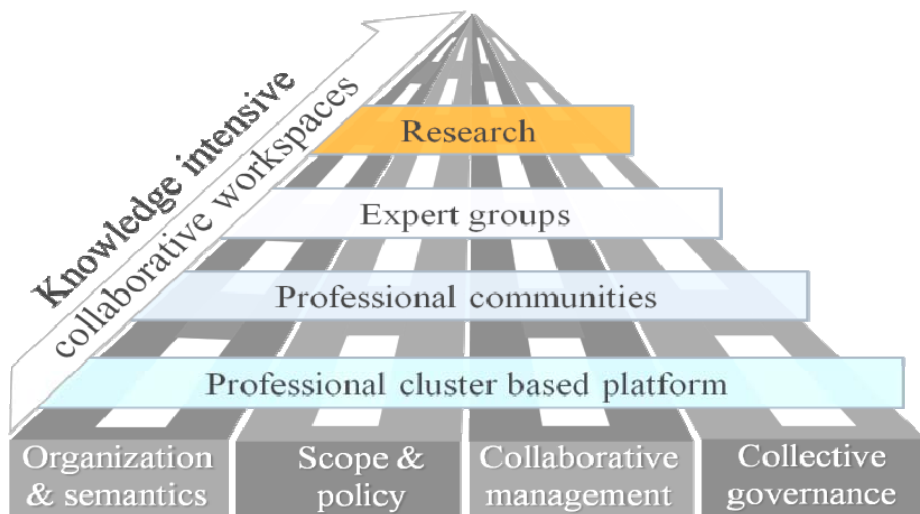 Knowledge intensive
collaborative workspaces
Research
Expert groups
Professional communities
Professional cluster based platform
Organization
& semantics
Scope &
policy
Collaborative
management
Collective
governance